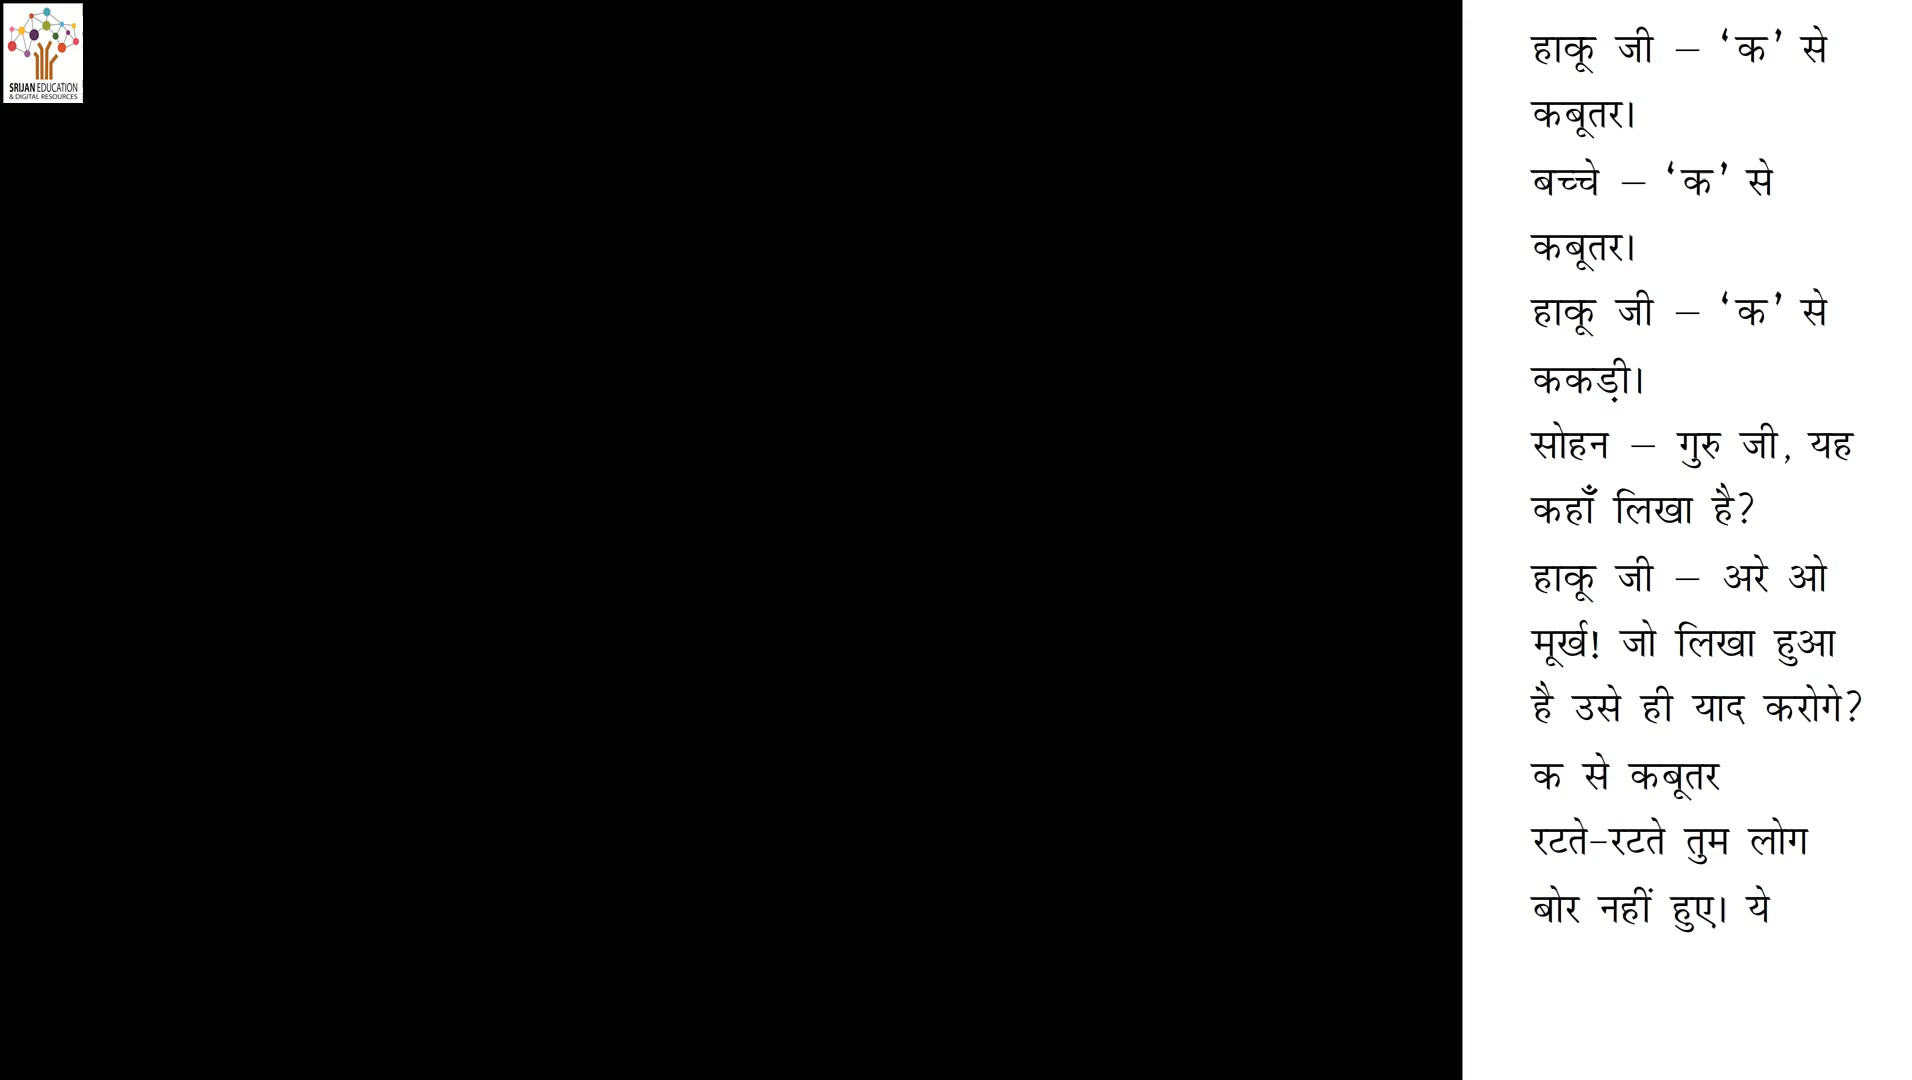 SRIJAN EDUCATION
& DIGITAL RESOURCES
हाकू जी – ‘क’ से
कबूतर।
बच्चे – ‘क’ से
कबूतर।
हाकू जी – ‘क’ से
ककड़ी।
सोहन – गुरु जी, यह
कहाँ लिखा है?
हाकू जी – अरे ओ
मूर्ख! जो लिखा हुआ
है उसे ही याद करोगे?
क से कबूतर
रटते-रटते तुम लोग
बोर नहीं हुए। ये